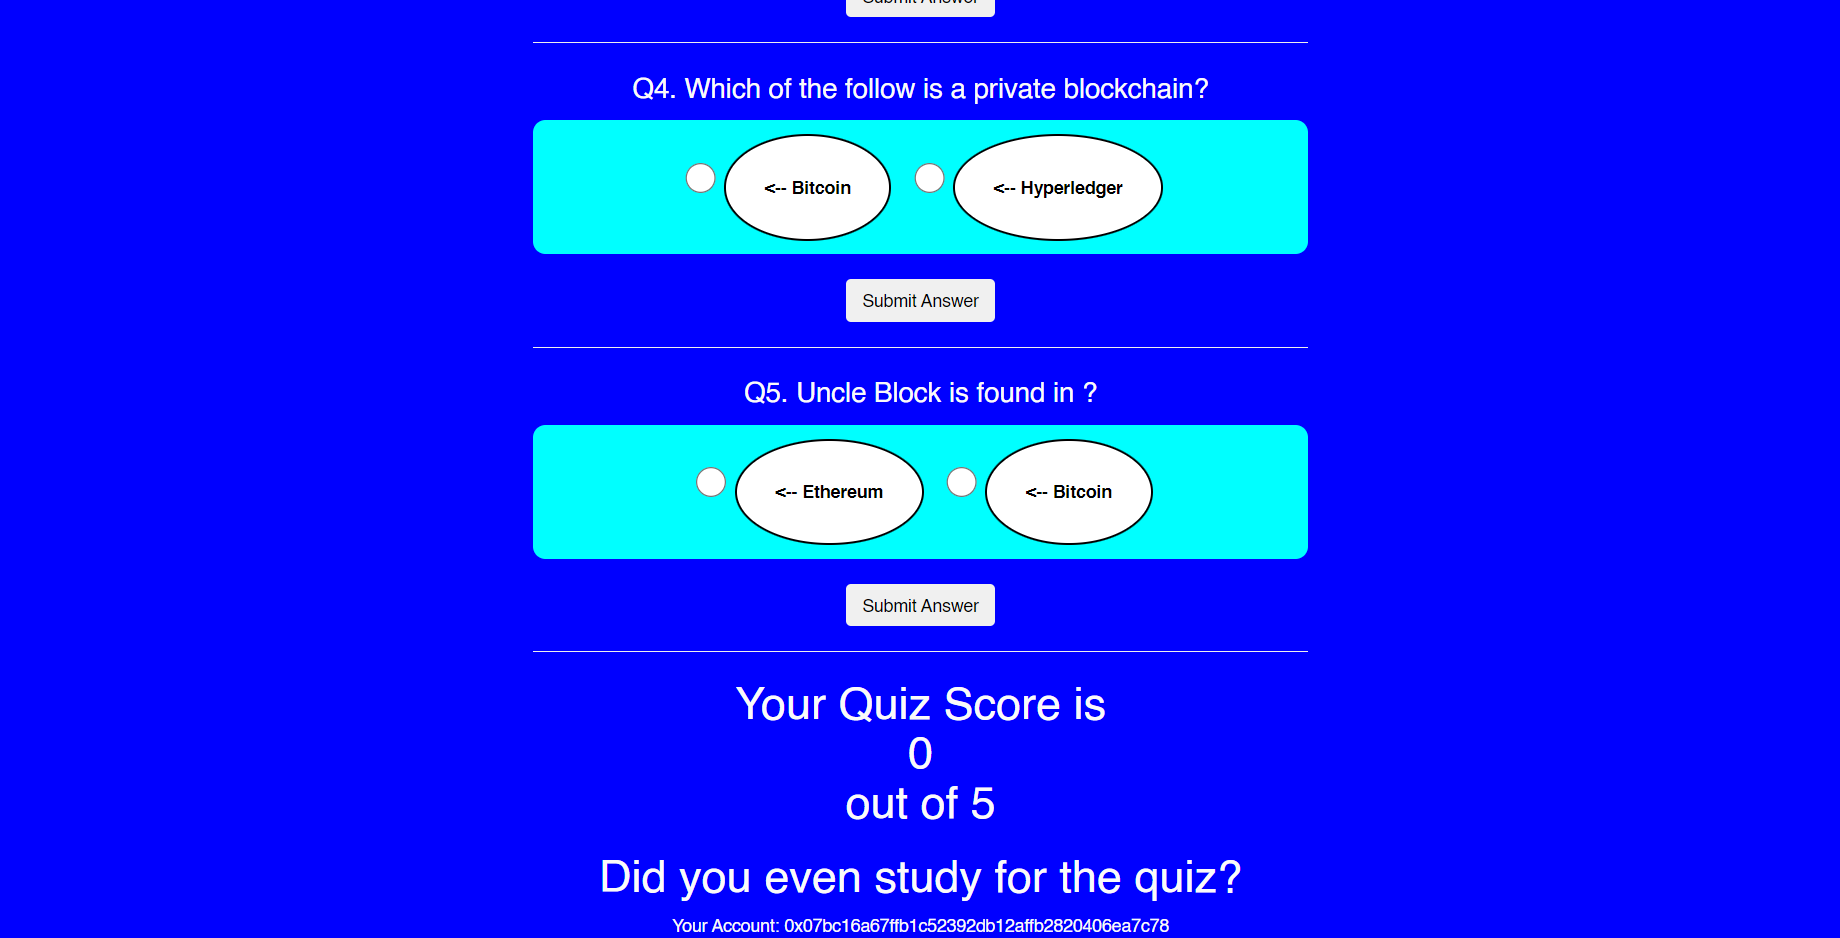 Submit Answer
Q4. Which of the follow is a private blockchain?
<-- Bitcoin
<-- Hyperledger
Submit Answer
Q5. Uncle Block is found in ?
<-- Ethereum
<-- Bitcoin
Submit Answer
Your Quiz Score is
0
out of 5
Did you even study for the quiz?
Your Account: 0x07bc16a67ffb1c52392db12affb2820406ea7c78